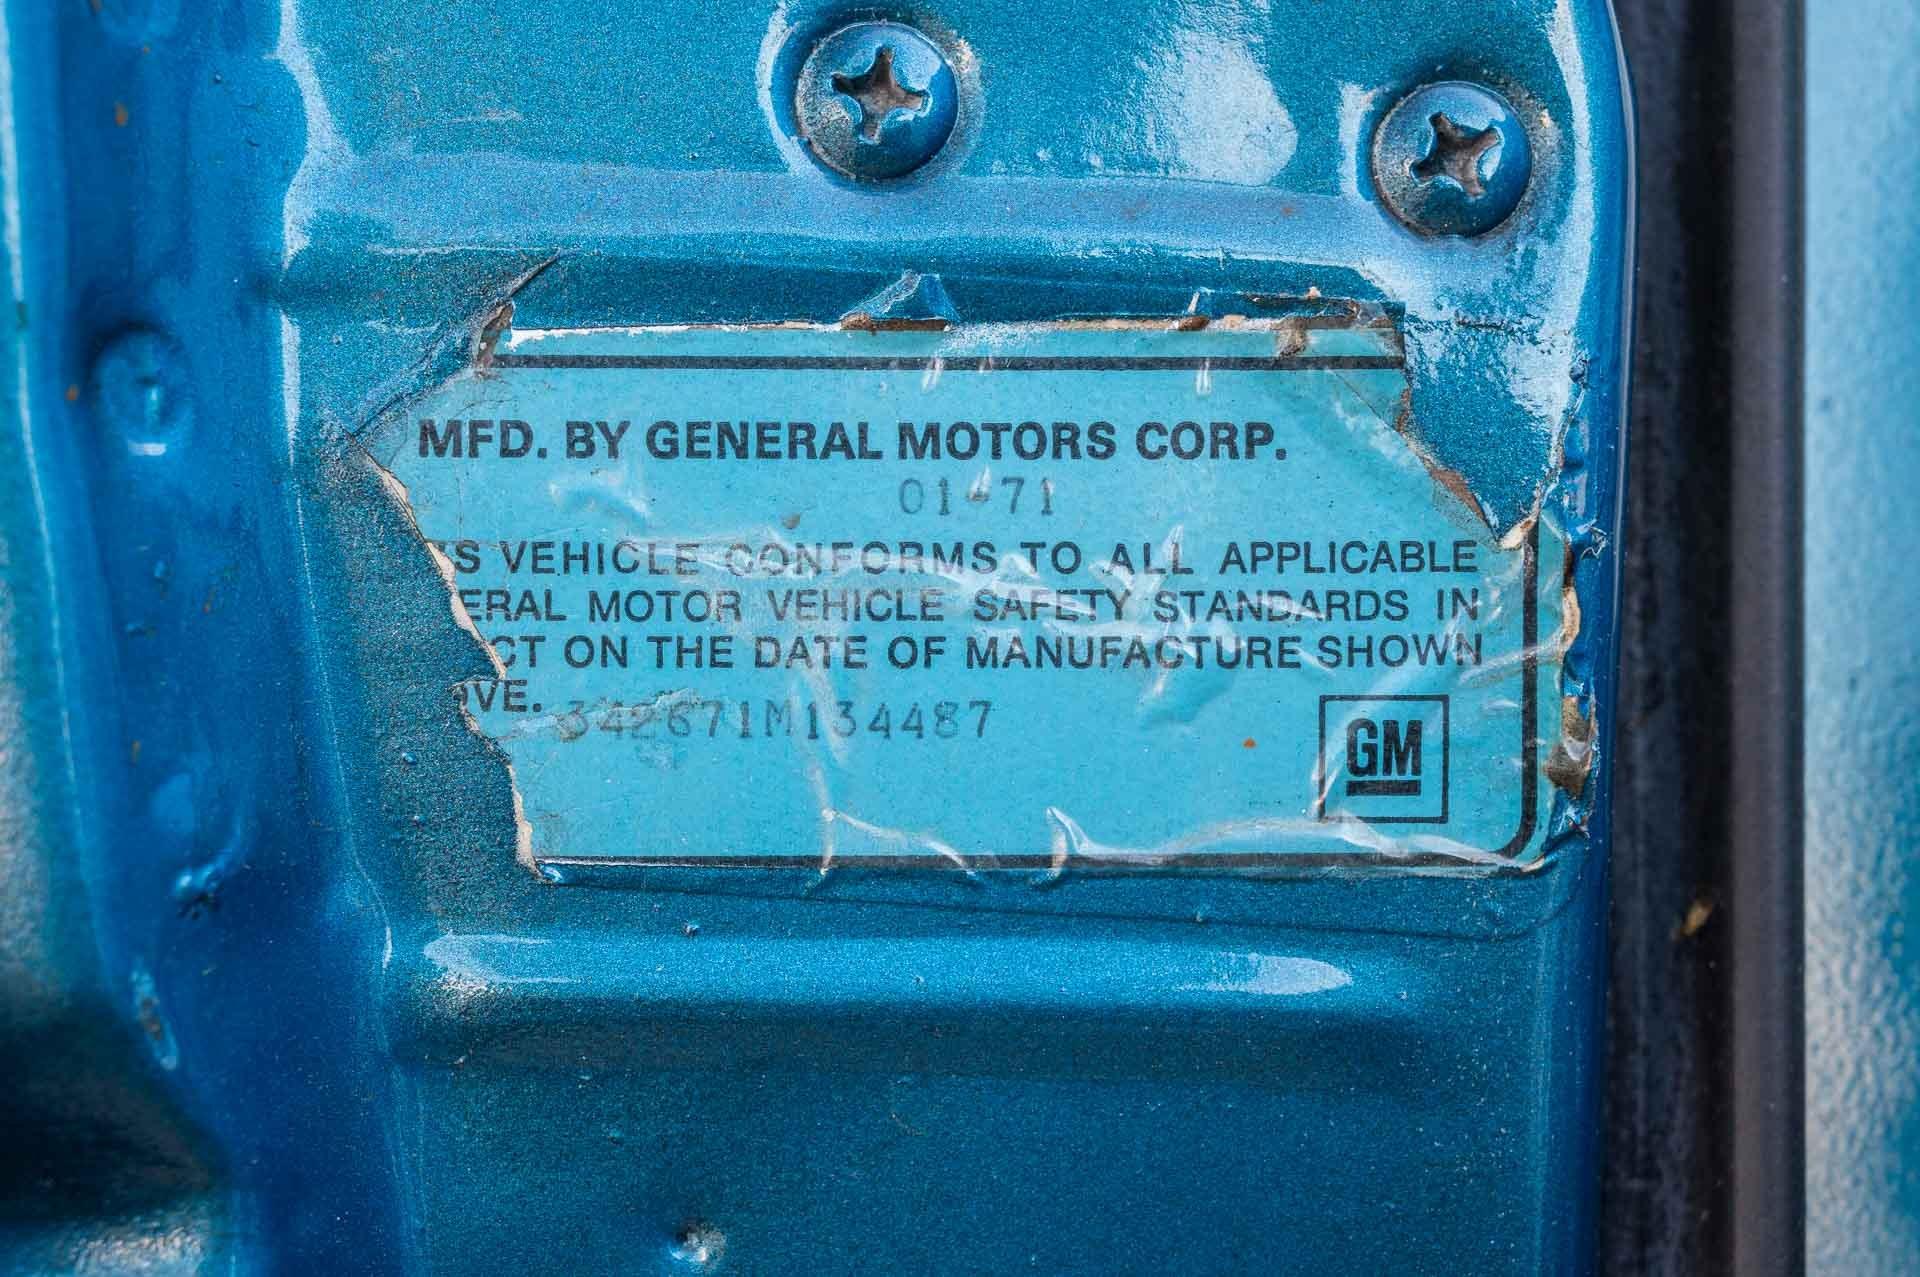 MFD. BY GENERAL MOTORS CORP.
01-71
S VEHICLE CONFORMS TO ALL APPLICABLE
ERAL MOTOR VEHICLE SAFETY STANDARDS IN
CT ON THE DATE OF MANUFACTURE SHOWN
OVE.
342671M134487
GM